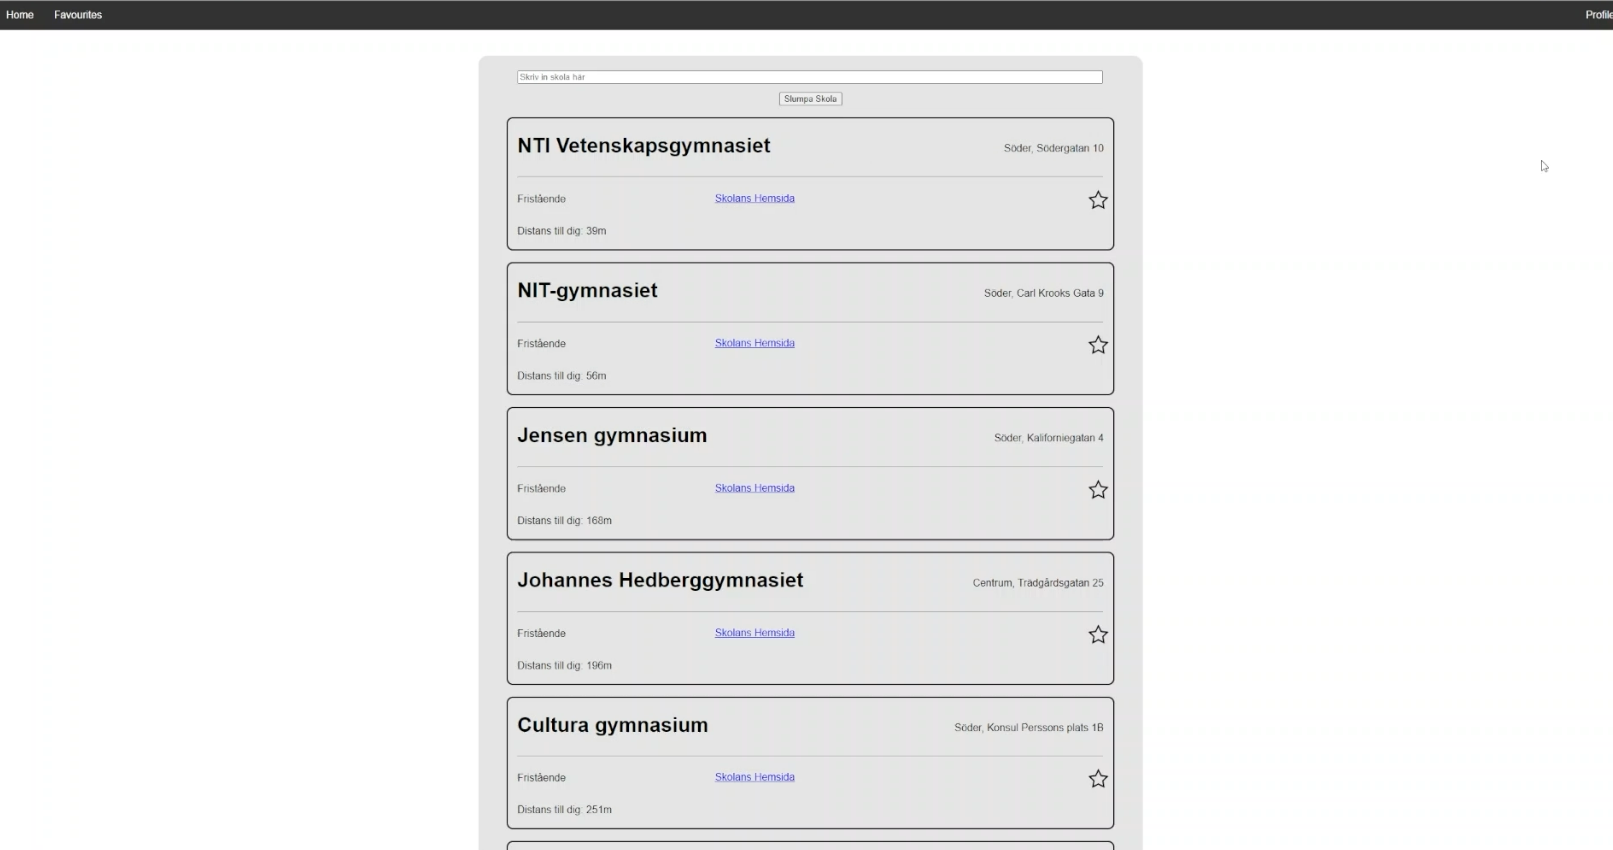 Home Favourites Profile
Skriv in skola här
Slumpa Skola
NTI Vetenskapsgymnasiet Söder, Södergatan 10
Fristående Skolans Hemsida
Distans till dig: 39m
NIT-gymnasiet Söder, Carl Krooks Gata 9
Fristående Skolans Hemsida
Distans till dig: 56m
Jensen gymnasium Söder, Kaliforniegatan 4
Fristående Skolans Hemsida
Distans till dig: 168m
Johannes Hedberggymnasiet Centrum, Trädgårdsgatan 25
Fristående Skolans Hemsida
Distans till dig: 196m
Cultura gymnasium Söder, Konsul Perssons plats 1B
Fristående Skolans Hemsida
Distans till dig: 251m